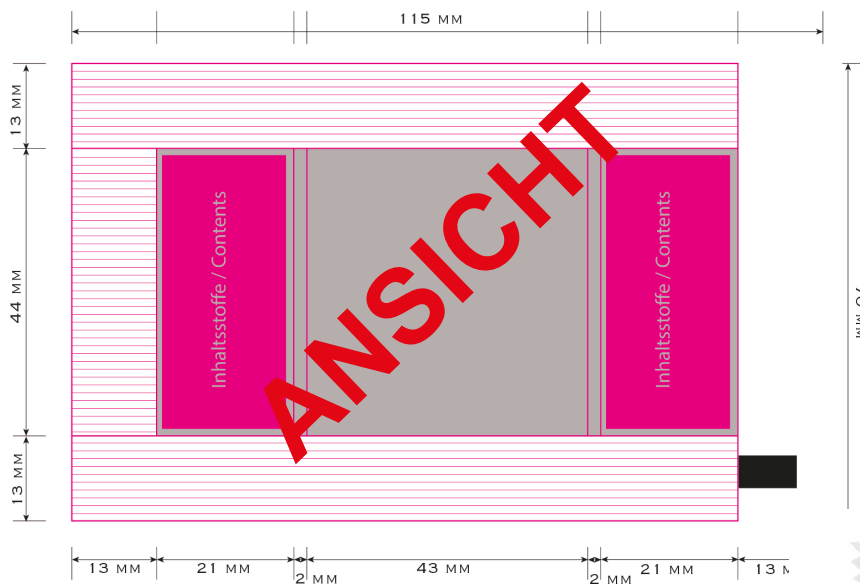 115 MM
13 MM
44 MM
13 MM
Inhaltsstoffe / Contents
ANSICHT
Inhaltsstoffe / Contents
13 MM
21 MM
2 MM
43 MM
2 MM
21 MM